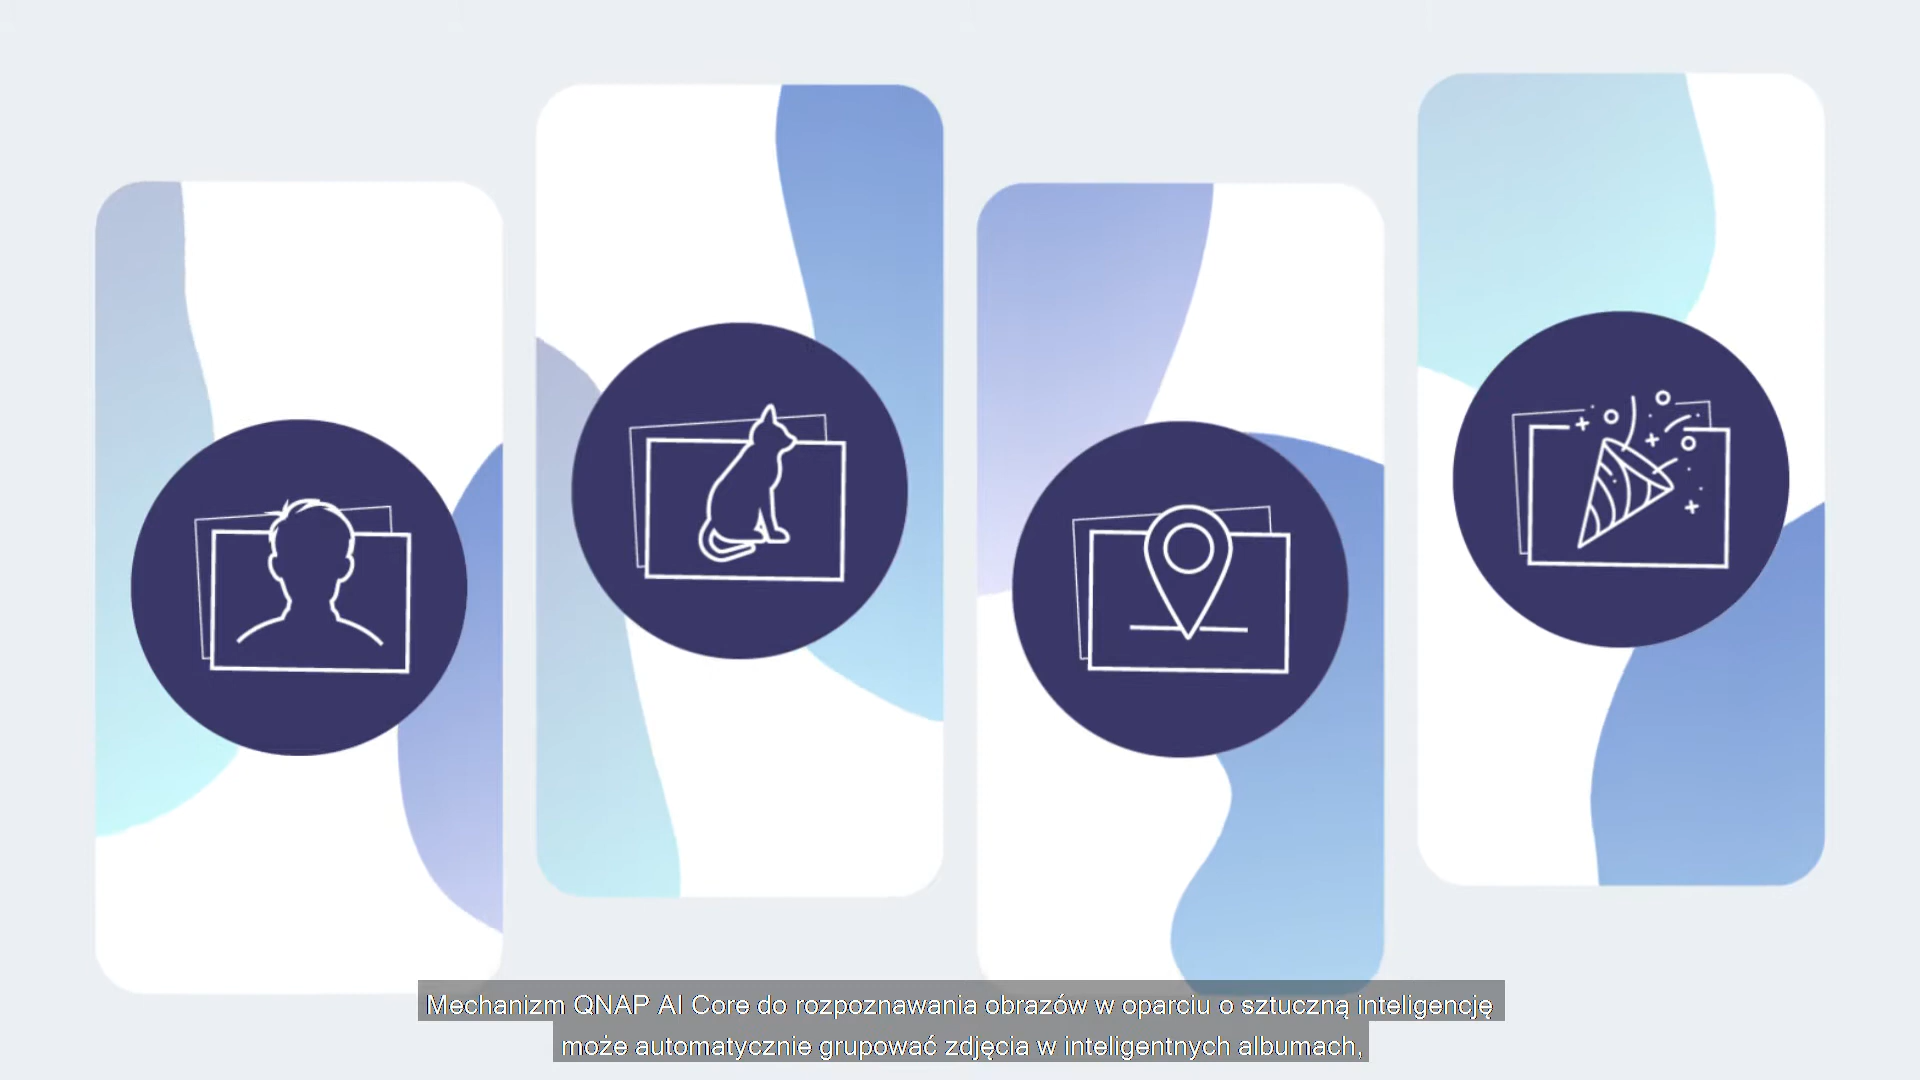 Mechanizm QNAP AI Core do rozpoznawania obrazów w oparciu o sztuczną inteligencję
może automatycznie grupować zdjęcia w inteligentnych albumach,